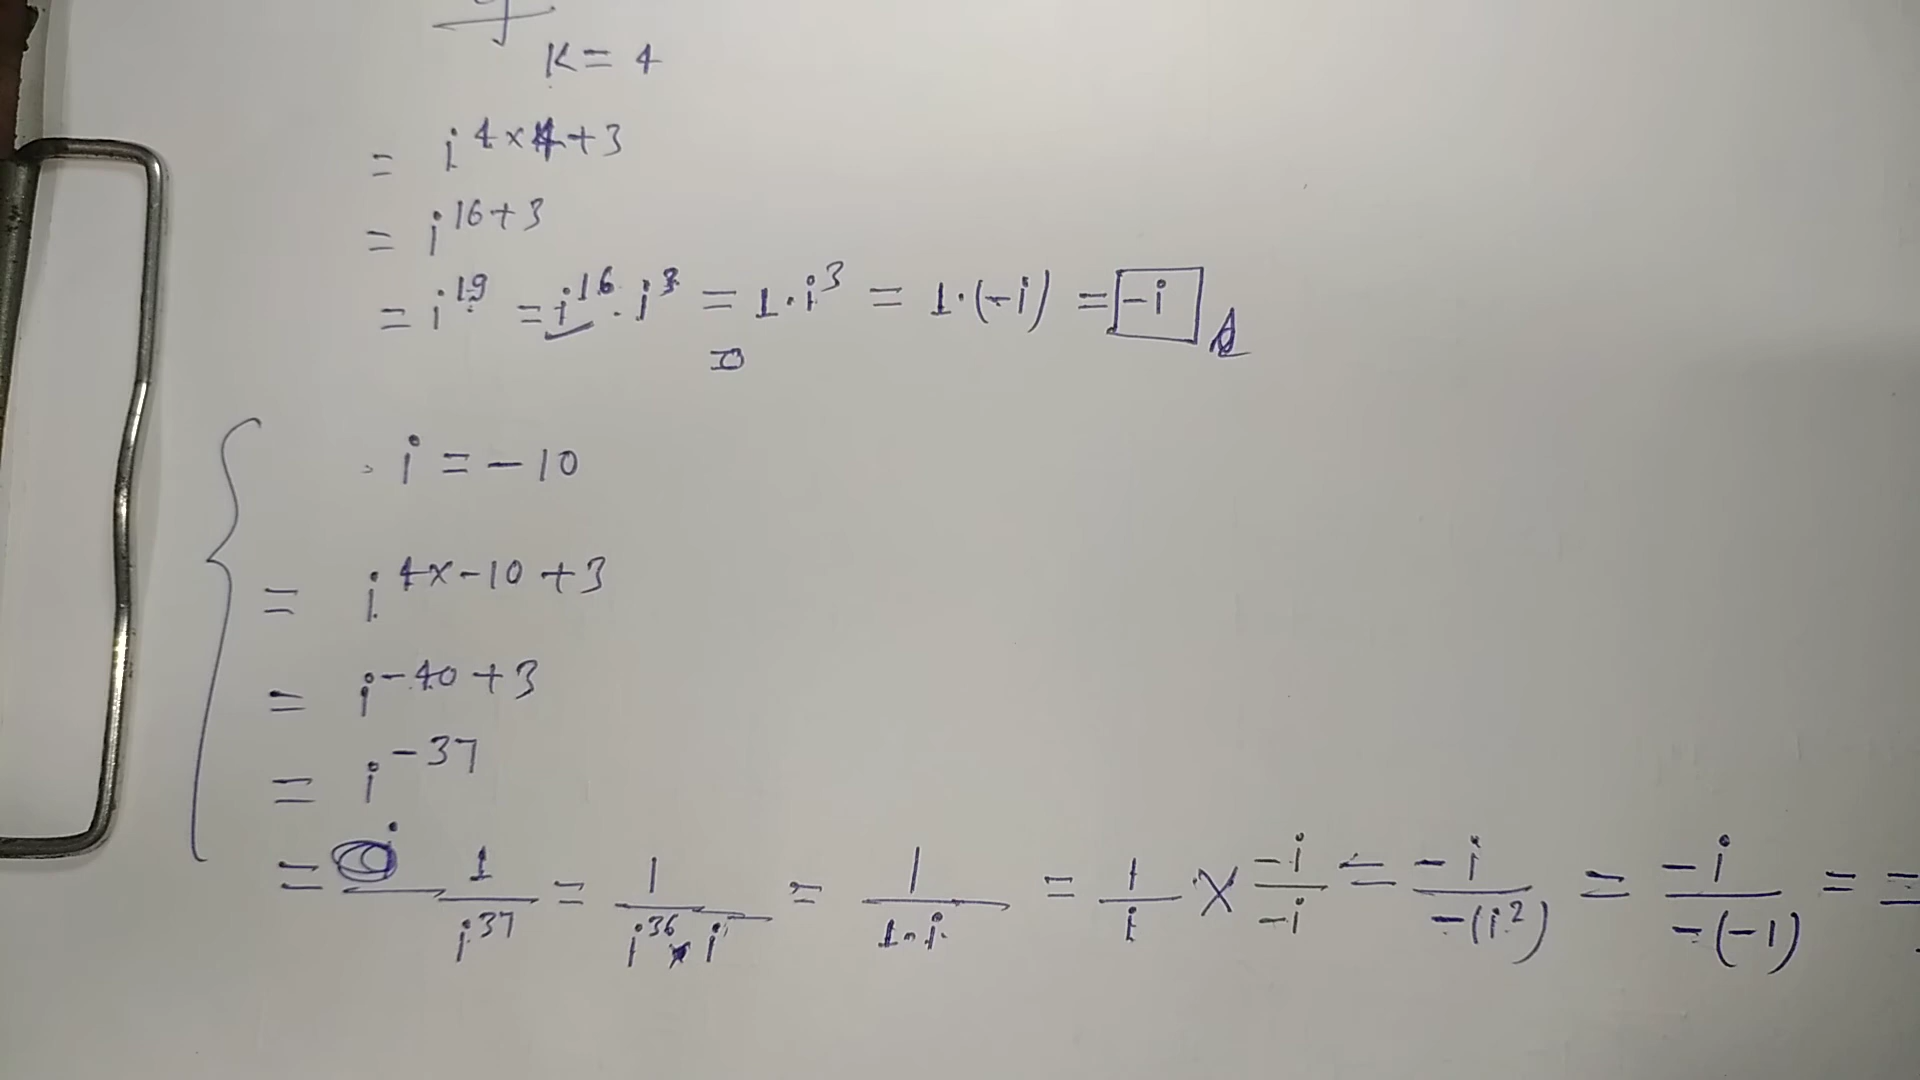 K = 4
= i^4×4+3
= i^16+3
= i^19 = i^16 · i^3 = 1·i^3 = 1·(-i) = -i
i = -10
= i^4×-10+3
= i^-40+3
= i^-37
= 1/i^37 = 1/i^36×i = 1/1·i = 1/i × -i/-i = -i/-(i^2) = -i/-(-1) = =